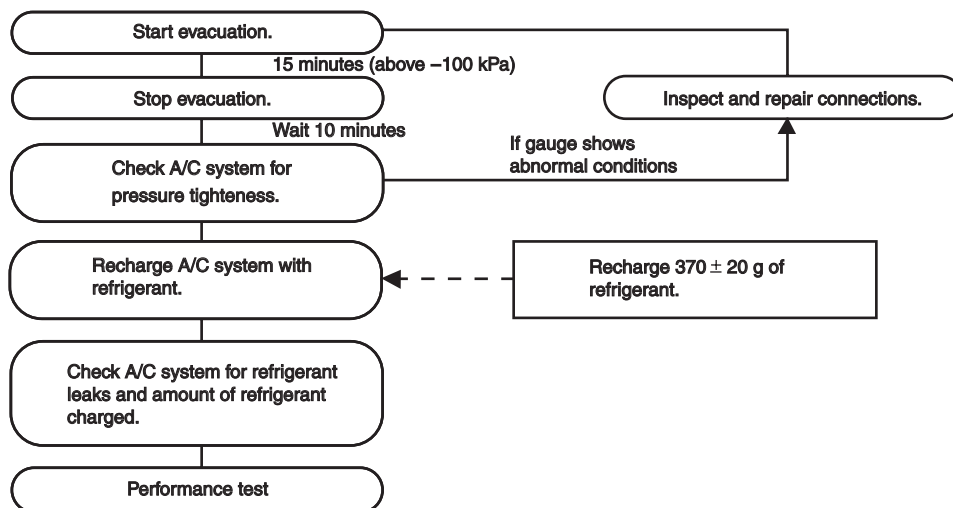 Start evacuation.
15 minutes (above –100 kPa)
Stop evacuation.
Inspect and repair connections.
Wait 10 minutes
If gauge shows
abnormal conditions
Check A/C system for
pressure tighteness.
Recharge A/C system with
refrigerant.
Recharge 370 ± 20 g of
refrigerant.
Check A/C system for refrigerant
leaks and amount of refrigerant
charged.
Performance test